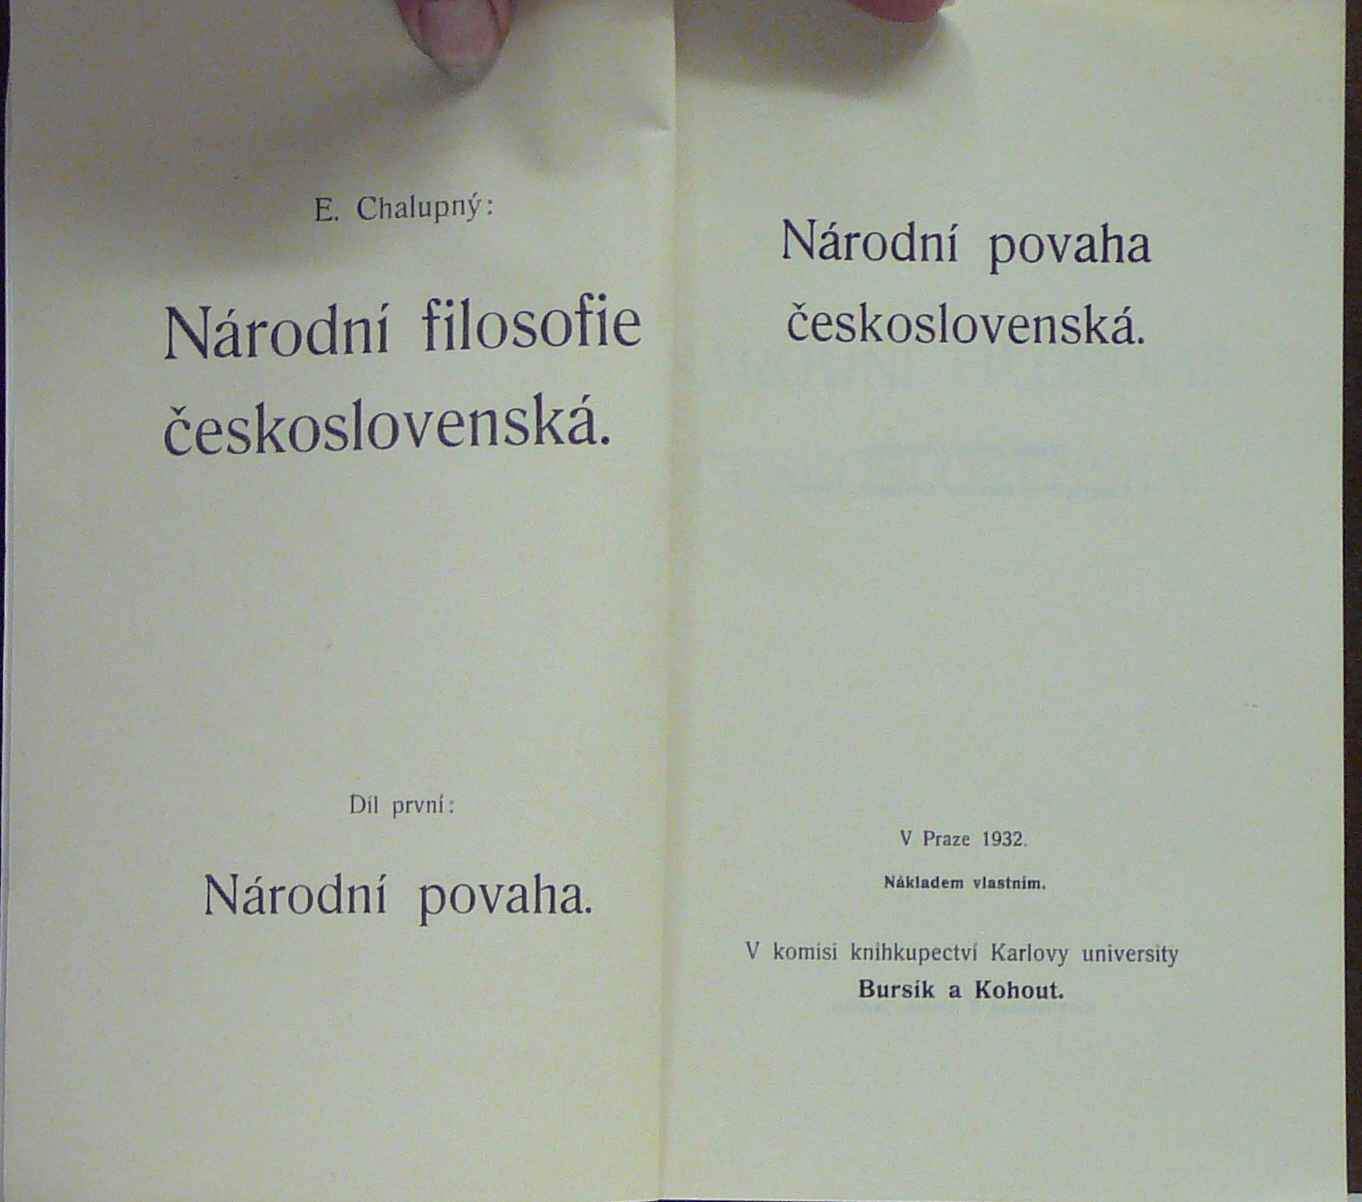 E. Chalupný:
Národní filosofie
československá.
Díl první:
Národní povaha.
Národní povaha
československá.
V Praze 1932.
Nákladem vlastním.
V komisi knihkupectví Karlovy university
Bursík a Kohout.